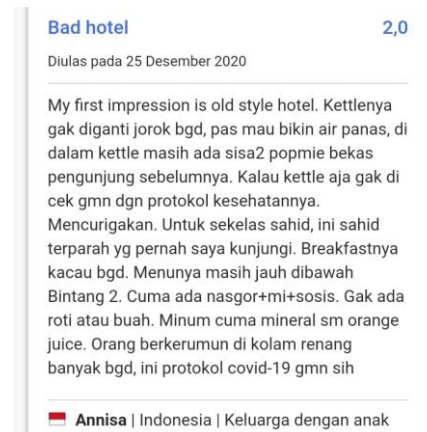 Bad hotel 2,0
Diulas pada 25 Desember 2020
My first impression is old style hotel. Kettlenya
gak diganti jorok bgd, pas mau bikin air panas, di
dalam kettle masih ada sisa2 popmie bekas
pengunjung sebelumnya. Kalau kettle aja gak di
cek gmn dgn protokol kesehatannya.
Mencurigakan. Untuk sekelas sahid, ini sahid
terparah yg pernah saya kunjungi. Breakfastnya
kacau bgd. Menunya masih jauh dibawah
Bintang 2. Cuma ada nasgor+mi+sosis. Gak ada
roti atau buah. Minum cuma mineral sm orange
juice. Orang berkerumun di kolam renang
banyak bgd, ini protokol covid-19 gmn sih
Annisa | Indonesia | Keluarga dengan anak